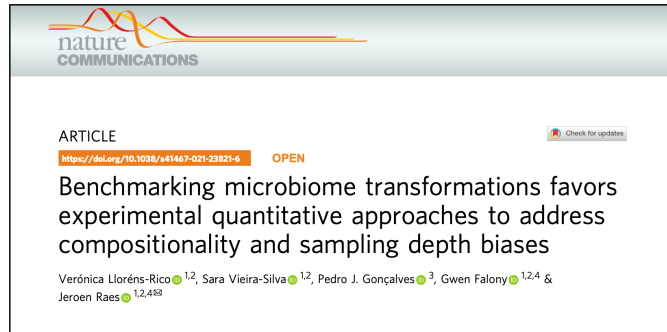 nature
COMMUNICATIONS
ARTICLE
Check for updates
https://doi.org/10.1038/s41467-021-23821-6 OPEN
Benchmarking microbiome transformations favors
experimental quantitative approaches to address
compositionality and sampling depth biases
Verónica Lloréns-Rico 1,2, Sara Vieira-Silva 1,2, Pedro J. Gonçalves 3, Gwen Falony 1,2,4 &
Jeroen Raes 1,2,4✉